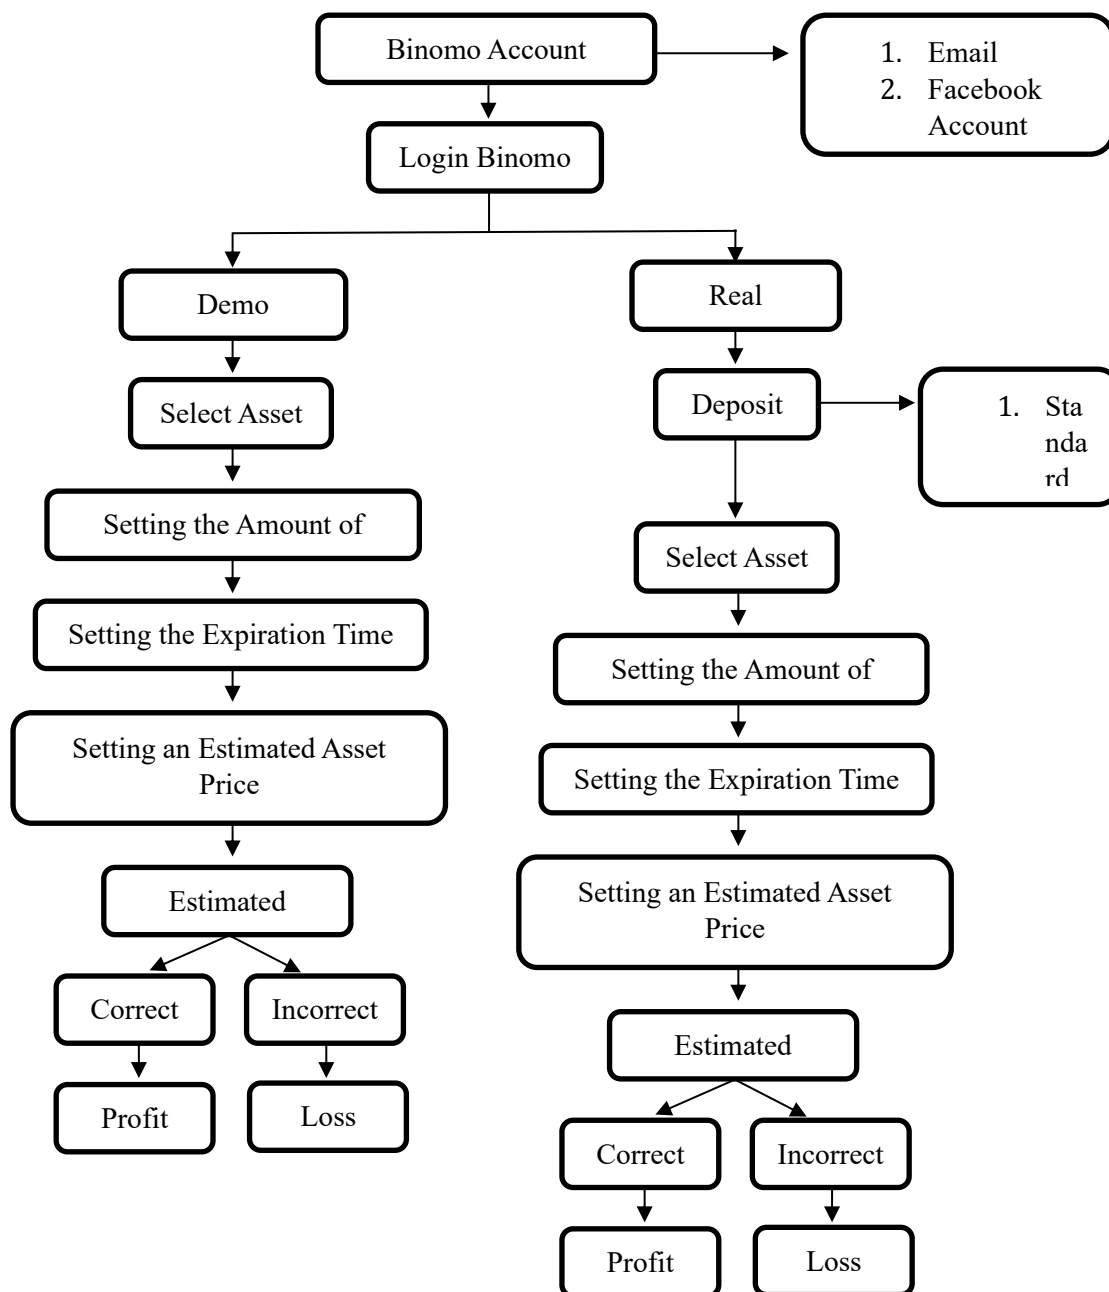 Binomo Account
1. Email
2. Facebook
Account
Login Binomo
Demo
Select Asset
Setting the Amount of
Setting the Expiration Time
Setting an Estimated Asset
Price
Estimated
Correct
Incorrect
Profit
Loss
Real
Deposit
1. Sta
nda
rd
Select Asset
Setting the Amount of
Setting the Expiration Time
Setting an Estimated Asset
Price
Estimated
Correct
Incorrect
Profit
Loss